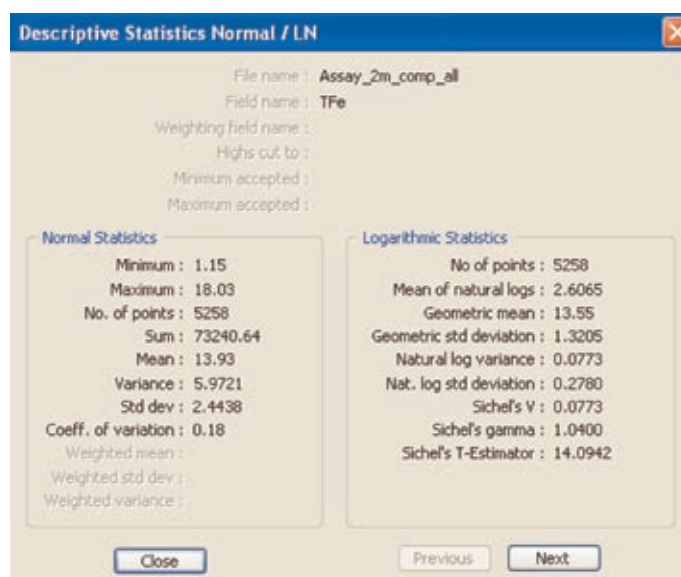 Descriptive Statistics Normal / LN
File name : Assay_2m_comp_all
Field name : TFe
Weighting field name :
Highs cut to :
Minimum accepted :
Maximum accepted :
Normal Statistics
Minimum : 1.15
Maximum : 18.03
No. of points : 5258
Sum : 73240.64
Mean : 13.93
Variance : 5.9721
Std dev : 2.4438
Coeff. of variation : 0.18
Weighted mean :
Weighted std dev :
Weighted variance :
Logarithmic Statistics
No of points : 5258
Mean of natural logs : 2.6065
Geometric mean : 13.55
Geometric std deviation : 1.3205
Natural log variance : 0.0773
Nat. log std deviation : 0.2780
Sichel's V : 0.0773
Sichel's gamma : 1.0400
Sichel's T-Estimator : 14.0942
Close
Previous
Next